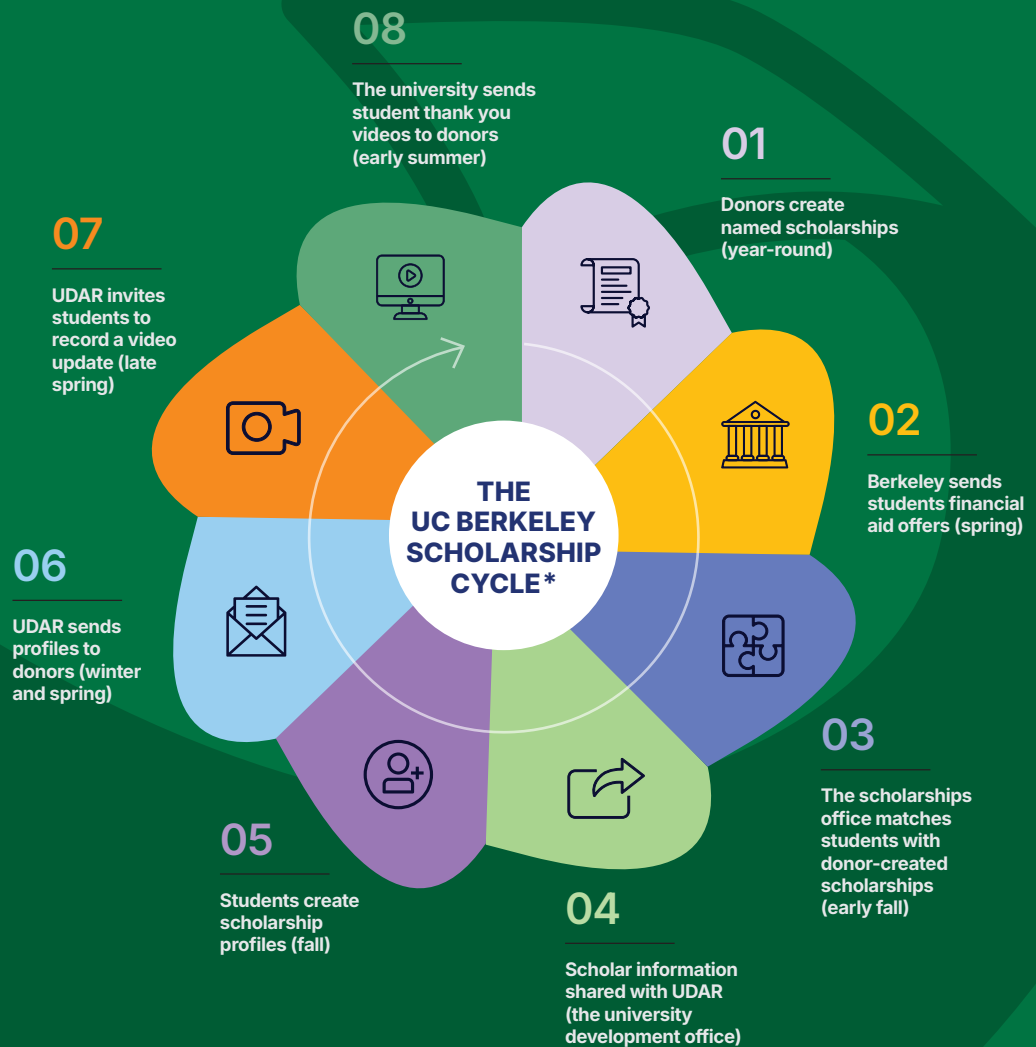 THE
UC BERKELEY
SCHOLARSHIP
CYCLE*
01
Donors create
named scholarships
(year-round)
02
Berkeley sends
students financial
aid offers (spring)
03
The scholarships
office matches
students with
donor-created
scholarships
(early fall)
04
Scholar information
shared with UDAR
(the university
development office)
05
Students create
scholarship
profiles (fall)
06
UDAR sends
profiles to
donors (winter
and spring)
07
UDAR invites
students to
record a video
update (late
spring)
08
The university sends
student thank you
videos to donors
(early summer)